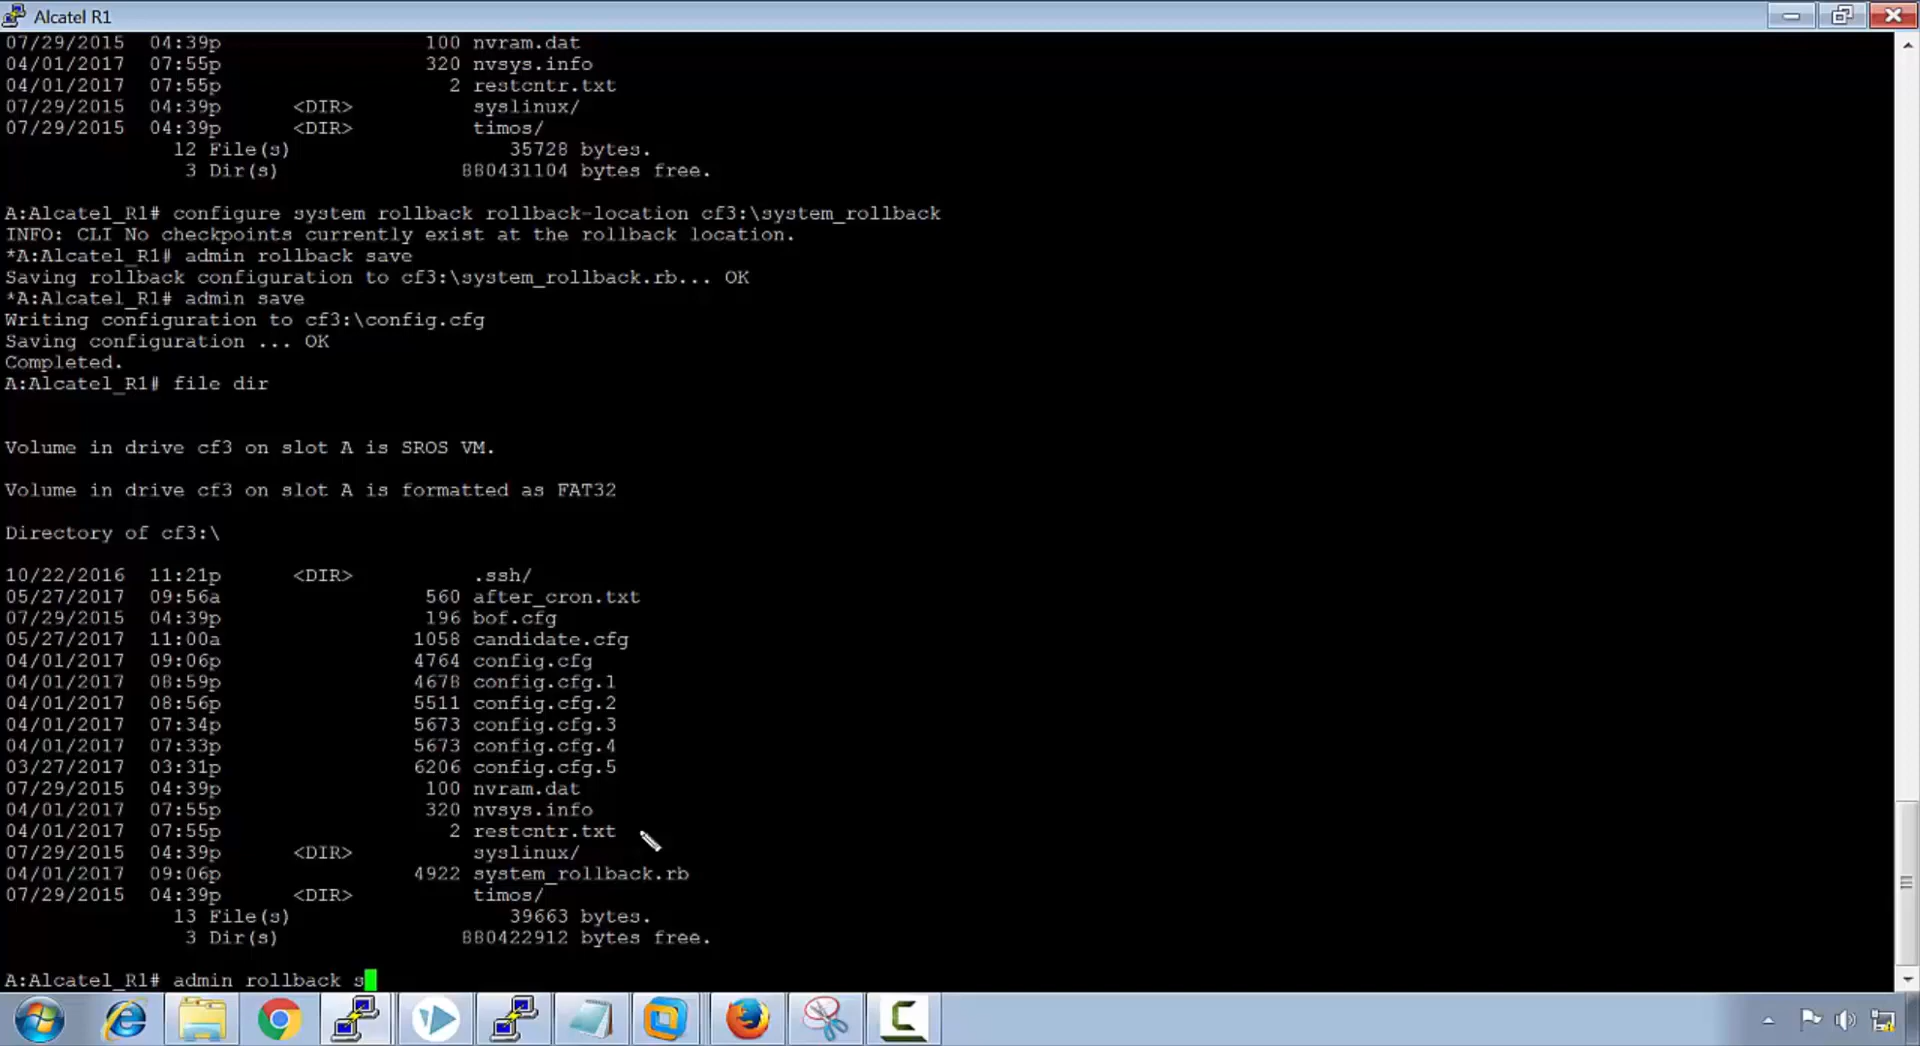 Alcatel R1
07/29/2015  04:39p                 100 nvram.dat
04/01/2017  07:55p                 320 nvsys.info
04/01/2017  07:55p                   2 restcntr.txt
07/29/2015  04:39p      <DIR>          syslinux/
07/29/2015  04:39p      <DIR>          timos/
              12 File(s)                  35728 bytes.
               3 Dir(s)               880431104 bytes free.
A:Alcatel_R1# configure system rollback rollback-location cf3:\system_rollback
INFO: CLI No checkpoints currently exist at the rollback location.
*A:Alcatel_R1# admin rollback save
Saving rollback configuration to cf3:\system_rollback.rb... OK
*A:Alcatel_R1# admin save
Writing configuration to cf3:\config.cfg
Saving configuration ... OK
Completed.
A:Alcatel_R1# file dir
Volume in drive cf3 on slot A is SROS VM.
Volume in drive cf3 on slot A is formatted as FAT32
Directory of cf3:\
10/22/2016  11:21p      <DIR>          .ssh/
05/27/2017  09:56a                 560 after_cron.txt
07/29/2015  04:39p                 196 bof.cfg
05/27/2017  11:00a                1058 candidate.cfg
04/01/2017  09:06p                4764 config.cfg
04/01/2017  08:59p                4678 config.cfg.1
04/01/2017  08:56p                5511 config.cfg.2
04/01/2017  07:34p                5673 config.cfg.3
04/01/2017  07:33p                5673 config.cfg.4
03/27/2017  03:31p                6206 config.cfg.5
07/29/2015  04:39p                 100 nvram.dat
04/01/2017  07:55p                 320 nvsys.info
04/01/2017  07:55p                   2 restcntr.txt
07/29/2015  04:39p      <DIR>          syslinux/
04/01/2017  09:06p                4922 system_rollback.rb
07/29/2015  04:39p      <DIR>          timos/
              13 File(s)                  39663 bytes.
               3 Dir(s)               880422912 bytes free.
A:Alcatel_R1# admin rollback s